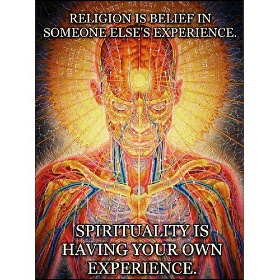 RELIGION IS BELIEF IN
SOMEONE ELSE'S EXPERIENCE.
SPIRITUALITY IS
HAVING YOUR OWN
EXPERIENCE.